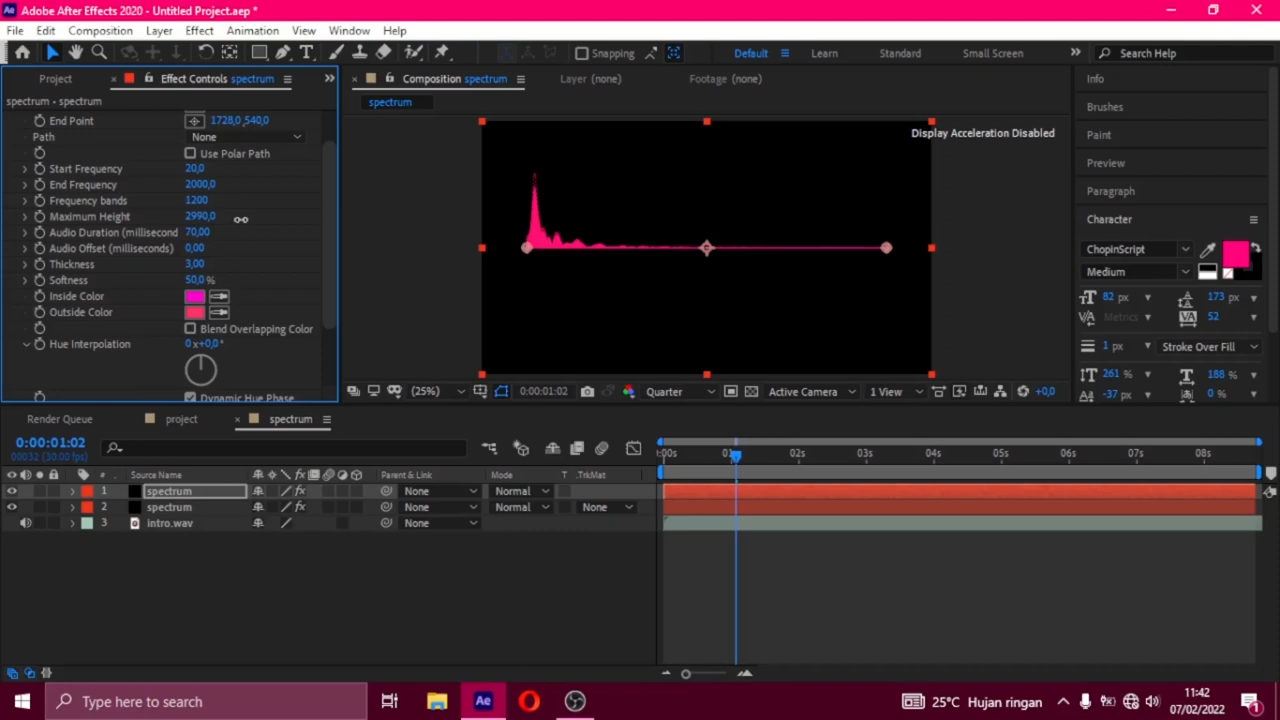 Ae Adobe After Effects 2020 - Untitled Project.aep *
File Edit Composition Layer Effect Animation View Window Help
Snapping Default Learn Standard Small Screen Search Help
Project Effect Controls spectrum Composition spectrum Layer (none) Footage (none) Info
spectrum • spectrum
spectrum
Brushes
End Point 1728,0,540,0
Display Acceleration Disabled
Paint
Path None
Use Polar Path
Preview
Start Frequency 20,0
End Frequency 2000,0
Paragraph
Frequency bands 1200
Maximum Height 2990,0
Character
Audio Duration (millisecond 70,00
Audio Offset (milliseconds) 0,00
ChopinScript
Thickness 3,00
Medium
Softness 50,0 %
Inside Color
82 px 173 px
Outside Color
Metrics 52
Blend Overlapping Color
Hue Interpolation 0x+0,0°
1 px Stroke Over Fill
261 % 188 %
Dynamic Hue Phase
-37 px 0 %
(25%) 0:00:01:02 Quarter Active Camera 1 View +0,0
Render Queue project spectrum
0:00:01:02
00032 (30.00 fps)
:00s 01 02s 03s 04s 05s 06s 07s 08s
# Source Name Parent & Link Mode T .TrkMat
1 spectrum None Normal
2 spectrum None Normal None
3 intro.wav None
Type here to search Ae 25°C Hujan ringan 11:42
07/02/2022 1